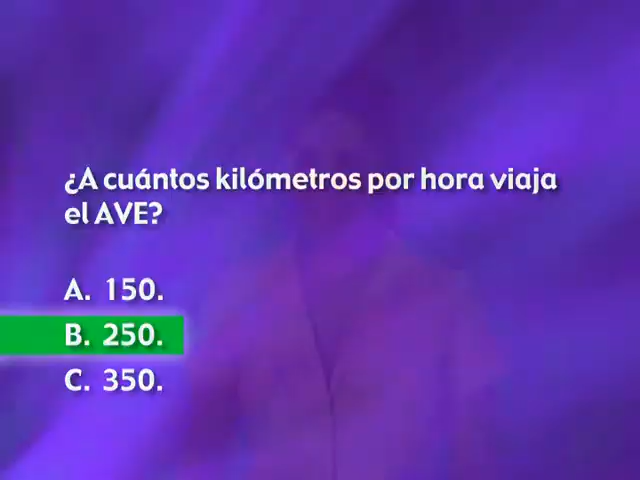 ¿A cuántos kilómetros por hora viaja
el AVE?
A. 150.
B. 250.
C. 350.